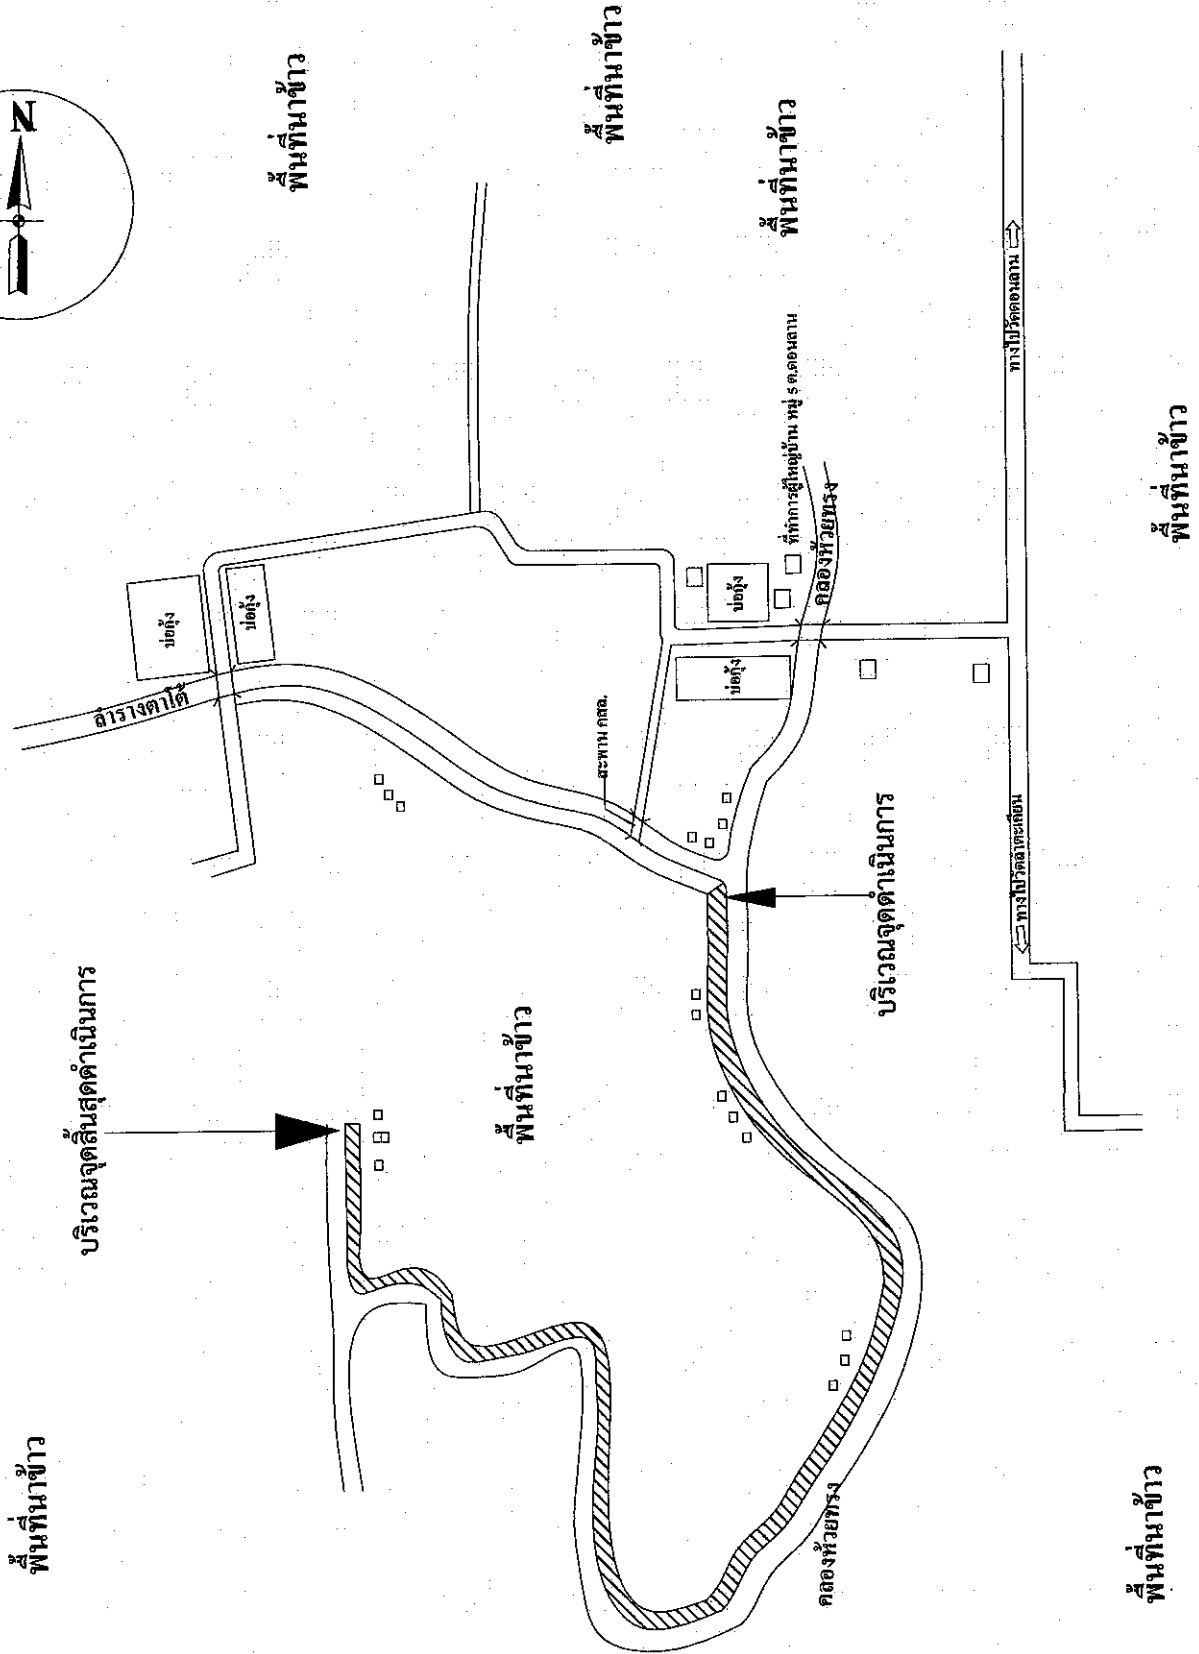 N
พื้นที่นาข้าว
พื้นที่นาข้าว
พื้นที่นาข้าว
พื้นที่นาข้าว
พื้นที่นาข้าว
พื้นที่นาข้าว
พื้นที่นาข้าว
บ่อกุ้ง
บ่อกุ้ง
ลำรางตาโต้
สะพาน คสล.
บ่อกุ้ง
บ่อกุ้ง
ที่ทำการผู้ใหญ่บ้าน หมู่ 5 ต.ดอนลาน
คลองห้วยทรง
ทางไปวัดดอนลาน
ทางไปวัดลำตะเคียน
บริเวณจุดดำเนินการ
บริเวณจุดสิ้นสุดดำเนินการ
คลองห้วยทรง